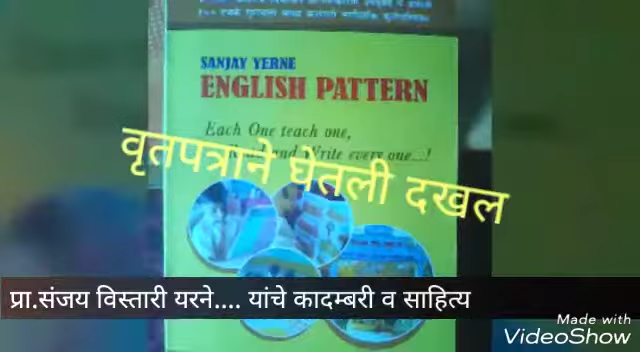 SANJAY YERNE
ENGLISH PATTERN
Each One teach one,
and Write every one...!
वृतपत्राने घेतली दखल
प्रा.संजय विस्तारी यरने.... यांचे कादम्बरी व साहित्य
Made with
VideoShow